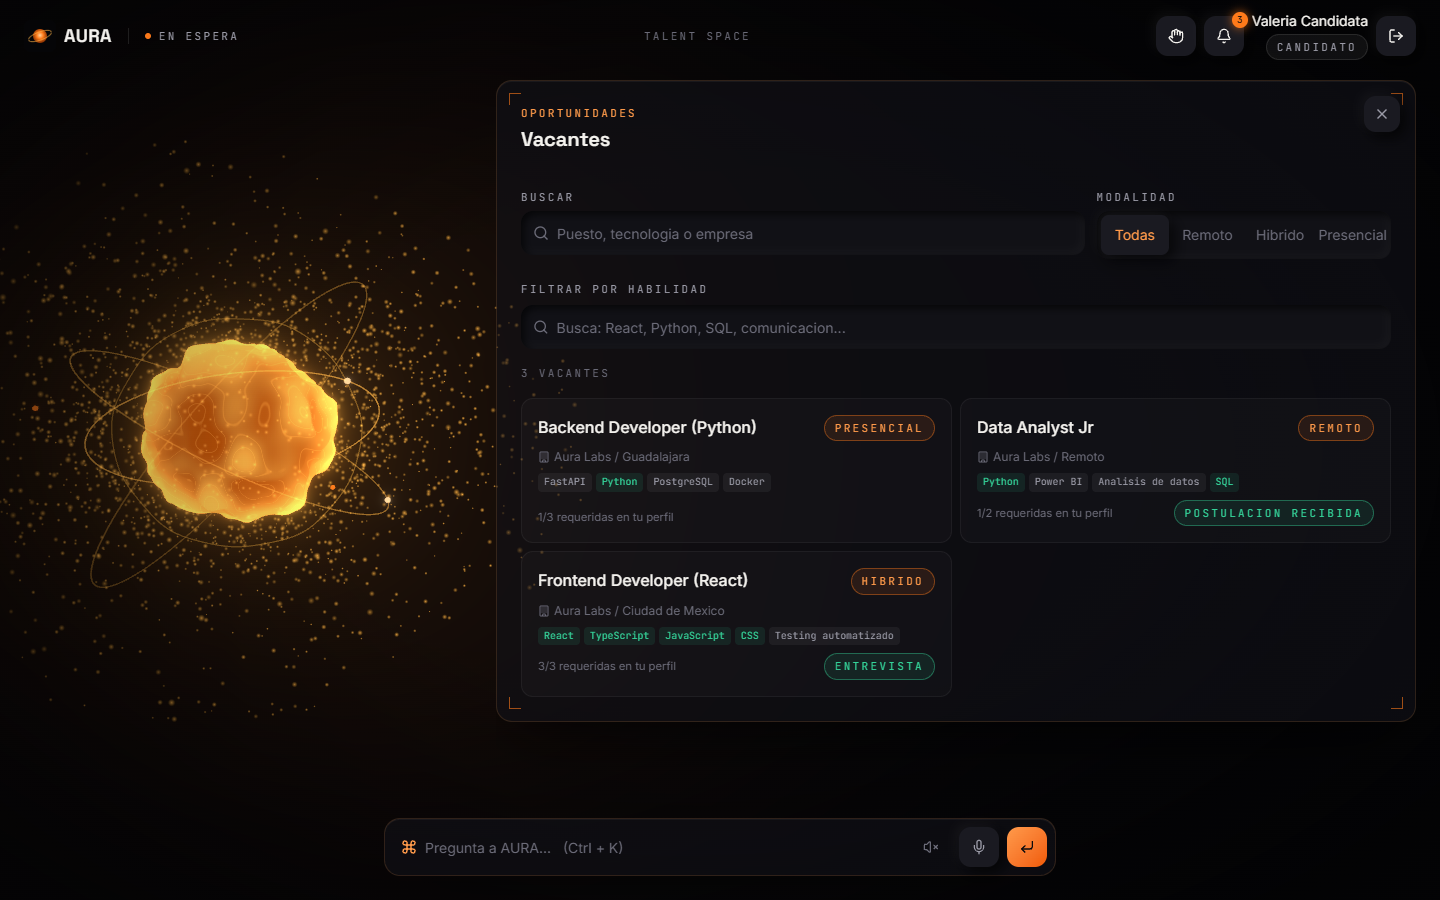 AURA
EN ESPERA
TALENT SPACE
3
Valeria Candidata
CANDIDATO
OPORTUNIDADES
Vacantes
BUSCAR
MODALIDAD
Puesto, tecnologia o empresa
Todas
Remoto
Hibrido
Presencial
FILTRAR POR HABILIDAD
Busca: React, Python, SQL, comunicacion...
3 VACANTES
Backend Developer (Python)
PRESENCIAL
Aura Labs / Guadalajara
FastAPI
Python
PostgreSQL
Docker
1/3 requeridas en tu perfil
Data Analyst Jr
REMOTO
Aura Labs / Remoto
Python
Power BI
Analisis de datos
SQL
1/2 requeridas en tu perfil
POSTULACION RECIBIDA
Frontend Developer (React)
HIBRIDO
Aura Labs / Ciudad de Mexico
React
TypeScript
JavaScript
CSS
Testing automatizado
3/3 requeridas en tu perfil
ENTREVISTA
⌘ Pregunta a AURA... (Ctrl + K)